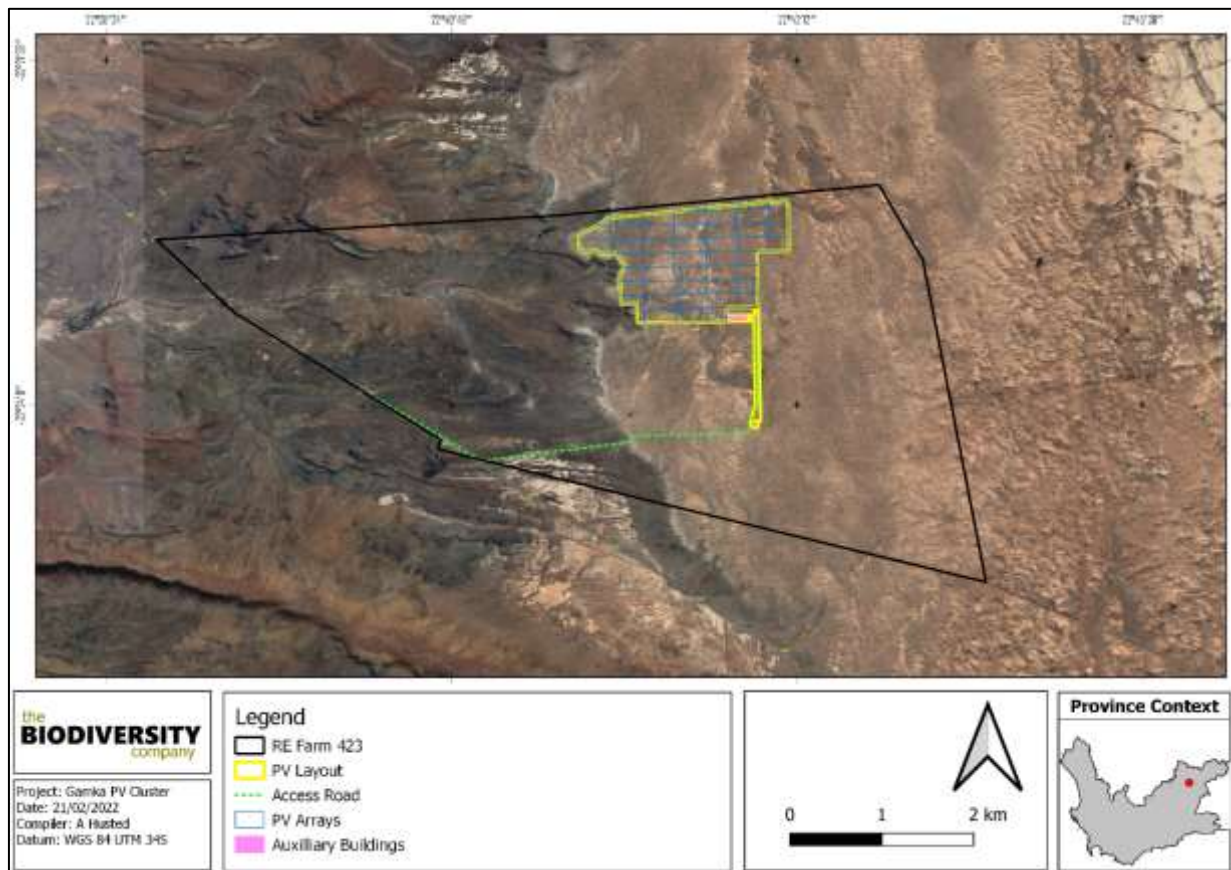 the
BIODIVERSITY
company
Project: Gamka PV Cluster
Date: 21/02/2022
Compiler: A Husted
Datum: WGS 84 UTM 34S
Legend
RE Farm 423
PV Layout
Access Road
PV Arrays
Auxilliary Buildings
0 1 2 km
Province Context